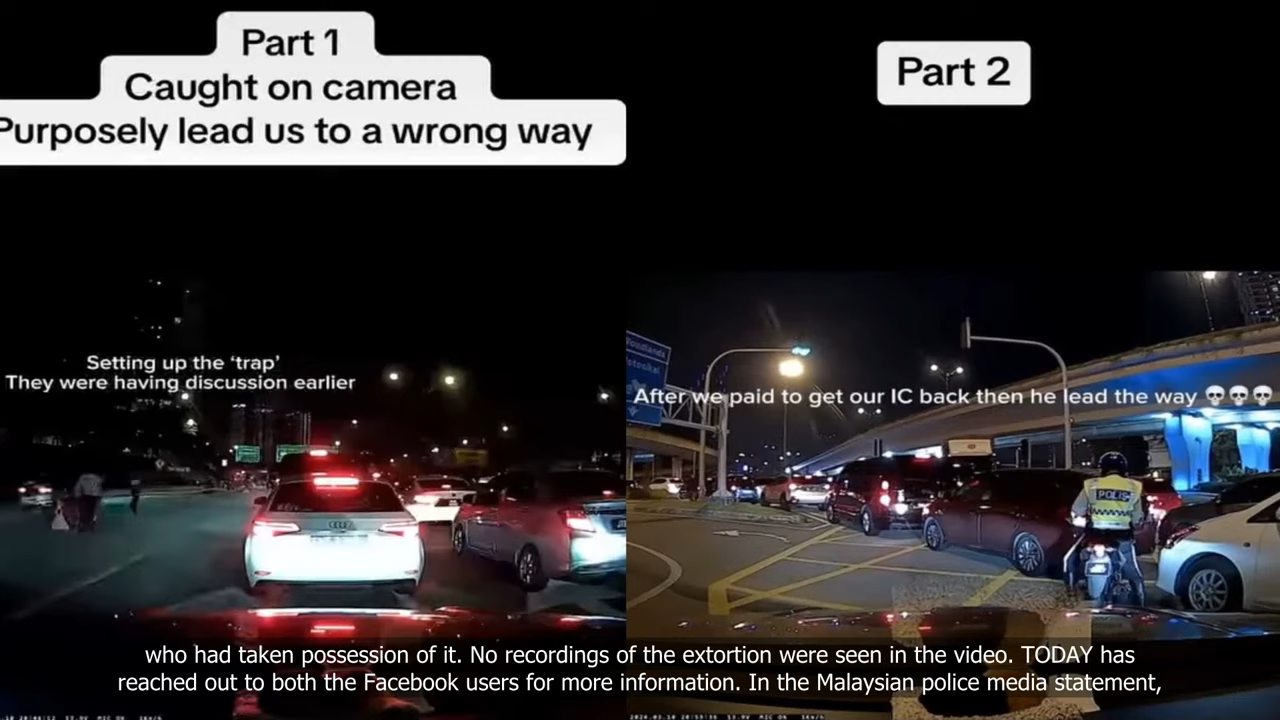 Part 1
Caught on camera
Purposely lead us to a wrong way
Setting up the ‘trap’
They were having discussion earlier
Part 2
Woodlands
After we paid to get our IC back then he lead the way 💀💀💀
POLIS
who had taken possession of it. No recordings of the extortion were seen in the video. TODAY has
reached out to both the Facebook users for more information. In the Malaysian police media statement,